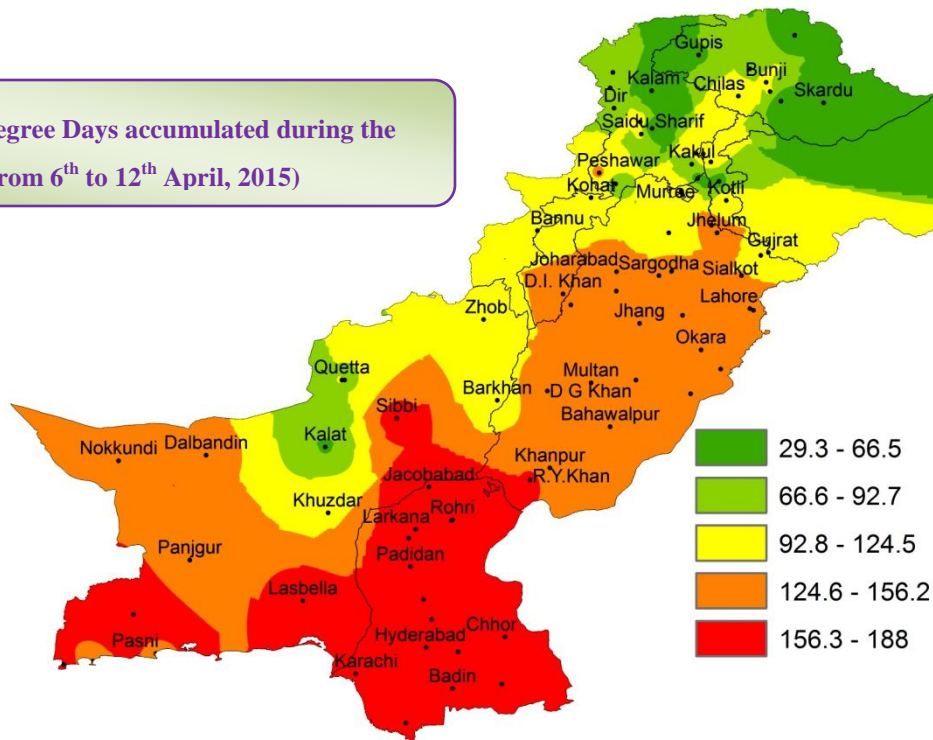 egree Days accumulated during the
rom 6th to 12th April, 2015)
Gupis
Bunji
Kalam
Chilas
Skardu
Dir
Saidu Sharif
Peshawar
Kakul
Kohat
Murree
Kotli
Bannu
Jhelum
Gujrat
Joharabad
Sargodha
Sialkot
D.I. Khan
Lahore
Zhob
Jhang
Okara
Quetta
Multan
Barkhan
D G Khan
Sibbi
Bahawalpur
Kalat
Nokkundi
Dalbandin
Khanpur
Jacobabad
R.Y.Khan
Khuzdar
Rohri
Larkana
Panjgur
Padidan
Lasbella
Pasni
Hyderabad
Chhor
Karachi
Badin
29.3 - 66.5
66.6 - 92.7
92.8 - 124.5
124.6 - 156.2
156.3 - 188